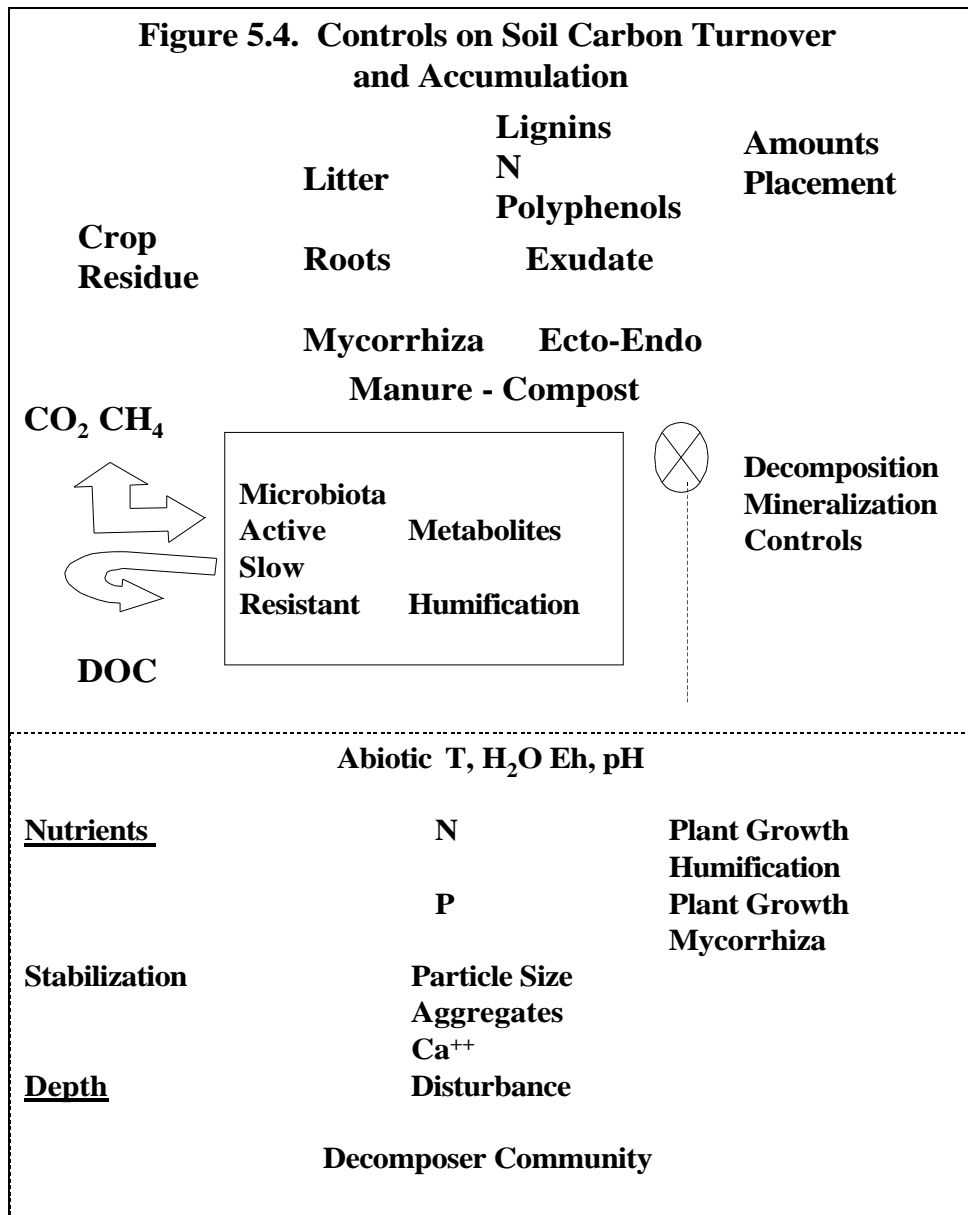 Figure 5.4. Controls on Soil Carbon Turnover
and Accumulation
Lignins
N
Polyphenols
Amounts
Placement
Litter
Crop
Residue
Roots
Exudate
Mycorrhiza
Ecto-Endo
Manure - Compost
CO₂ CH₄
Microbiota
Active Metabolites
Slow
Resistant Humification
Decomposition
Mineralization
Controls
DOC
Abiotic T, H₂O Eh, pH
Nutrients N Plant Growth
Humification
P Plant Growth
Mycorrhiza
Stabilization Particle Size
Aggregates
Ca⁺⁺
Depth Disturbance
Decomposer Community